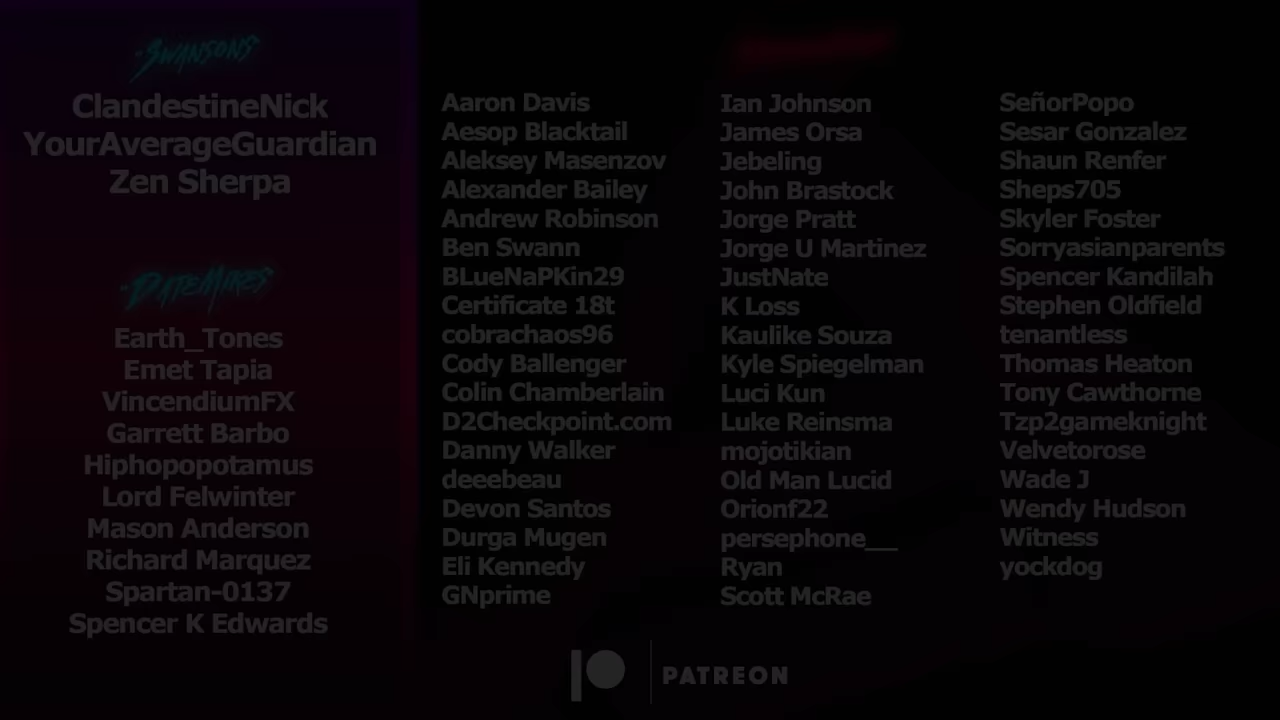 Swansons
ClandestineNick
YourAverageGuardian
Zen Sherpa
DateMikes
Earth_Tones
Emet Tapia
VincendiumFX
Garrett Barbo
Hiphopopotamus
Lord Felwinter
Mason Anderson
Richard Marquez
Spartan-0137
Spencer K Edwards
Aaron Davis
Aesop Blacktail
Aleksey Masenzov
Alexander Bailey
Andrew Robinson
Ben Swann
BLueNaPKin29
Certificate 18t
cobrachaos96
Cody Ballenger
Colin Chamberlain
D2Checkpoint.com
Danny Walker
deeebeau
Devon Santos
Durga Mugen
Eli Kennedy
GNprime
Ian Johnson
James Orsa
Jebeling
John Brastock
Jorge Pratt
Jorge U Martinez
JustNate
K Loss
Kaulike Souza
Kyle Spiegelman
Luci Kun
Luke Reinsma
mojotikian
Old Man Lucid
Orionf22
persephone__
Ryan
Scott McRae
SeñorPopo
Sesar Gonzalez
Shaun Renfer
Sheps705
Skyler Foster
Sorryasianparents
Spencer Kandilah
Stephen Oldfield
tenantless
Thomas Heaton
Tony Cawthorne
Tzp2gameknight
Velvetorose
Wade J
Wendy Hudson
Witness
yockdog
PATREON